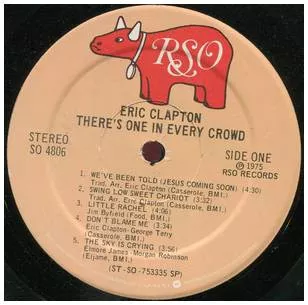 RSO
ERIC CLAPTON
THERE'S ONE IN EVERY CROWD
STEREO
SO 4806
SIDE ONE
℗ 1975
RSO RECORDS
1. WE'VE BEEN TOLD (JESUS COMING SOON) (4:30)
Trad. Arr. Eric Clapton (Casserole, BMI.)
2. SWING LOW SWEET CHARIOT (3:32)
Trad. Arr. Eric Clapton (Casserole, BMI.)
3. LITTLE RACHEL (4:06)
Jim Byfield (Food, BMI.)
4. DON'T BLAME ME (3:34)
Eric Clapton-George Terry
(Casserole, BMI.)
5. THE SKY IS CRYING (3:56)
Elmore James-Morgan Robinson
(Eljame, BMI.)
(ST-SO-753335 SP)